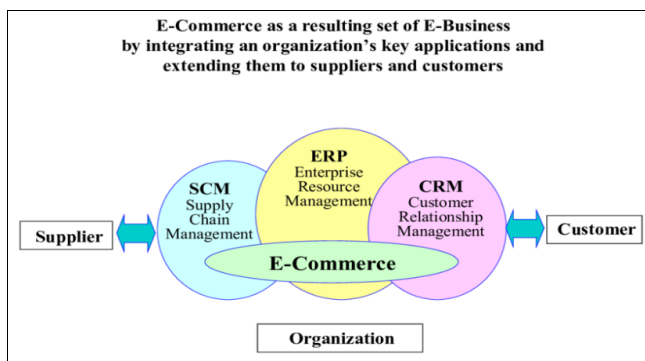 E-Commerce as a resulting set of E-Business
by integrating an organization's key applications and
extending them to suppliers and customers
ERP
Enterprise
Resource
Management
SCM
Supply
Chain
Management
CRM
Customer
Relationship
Management
Supplier
Customer
E-Commerce
Organization